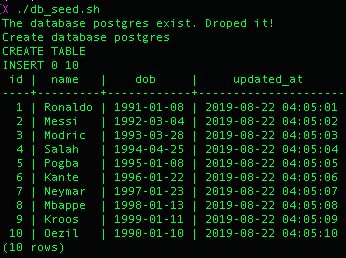 X ./db_seed.sh
The database postgres exist. Droped it!
Create database postgres
CREATE TABLE
INSERT 0 10
 id | name | dob | updated_at
----+---------+------------+---------------------
 1 | Ronaldo | 1991-01-08 | 2019-08-22 04:05:01
 2 | Messi | 1992-03-04 | 2019-08-22 04:05:02
 3 | Modric | 1993-03-28 | 2019-08-22 04:05:03
 4 | Salah | 1994-04-25 | 2019-08-22 04:05:04
 5 | Pogba | 1995-01-08 | 2019-08-22 04:05:05
 6 | Kante | 1996-01-22 | 2019-08-22 04:05:06
 7 | Neymar | 1997-01-23 | 2019-08-22 04:05:07
 8 | Mbappe | 1998-01-13 | 2019-08-22 04:05:08
 9 | Kroos | 1999-01-11 | 2019-08-22 04:05:09
 10 | Oezil | 1990-01-10 | 2019-08-22 04:05:10
(10 rows)